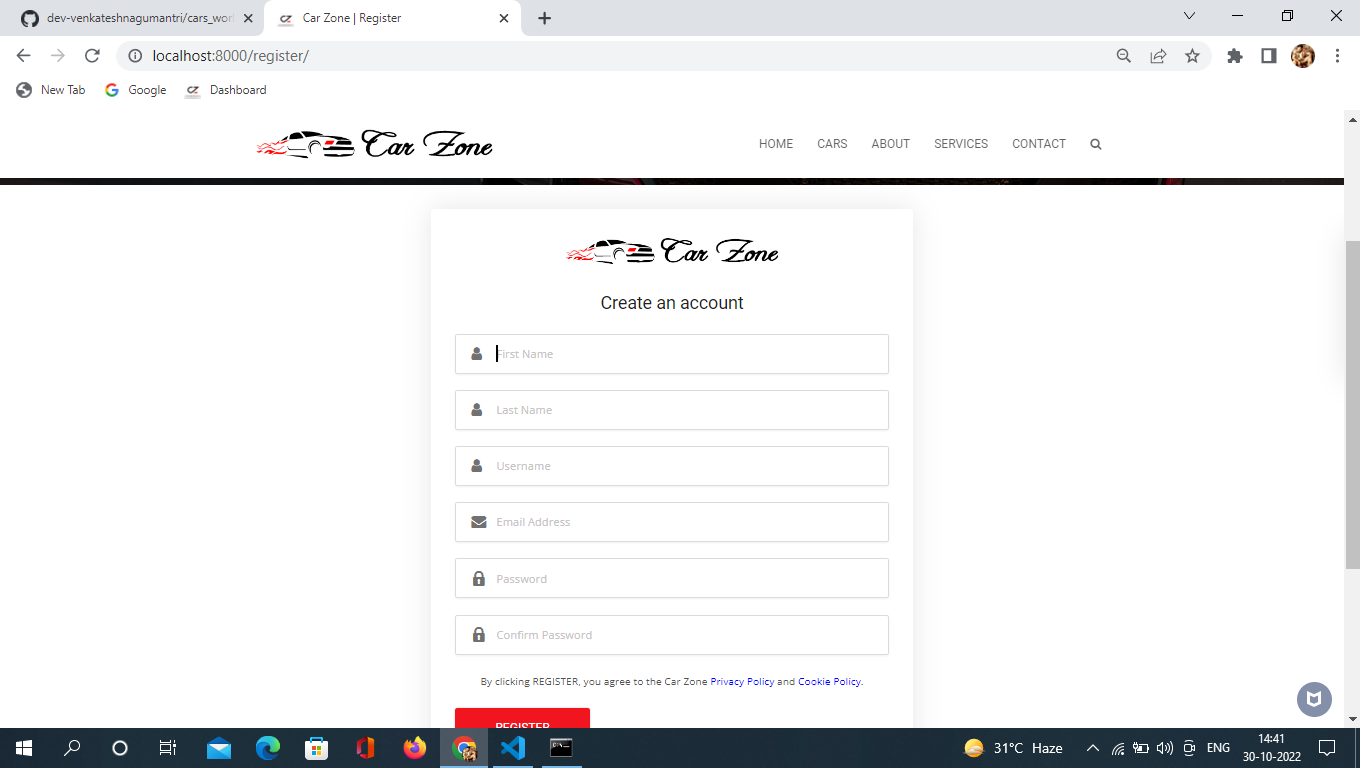 dev-venkateshnagumantri/cars_wor
Car Zone | Register
localhost:8000/register/
New Tab
Google
CZ
Dashboard
Car Zone
HOME
CARS
ABOUT
SERVICES
CONTACT
Car Zone
Create an account
First Name
Last Name
Username
Email Address
Password
Confirm Password
By clicking REGISTER, you agree to the Car Zone Privacy Policy and Cookie Policy.
REGISTER
31°C Haze
ENG
14:41
30-10-2022